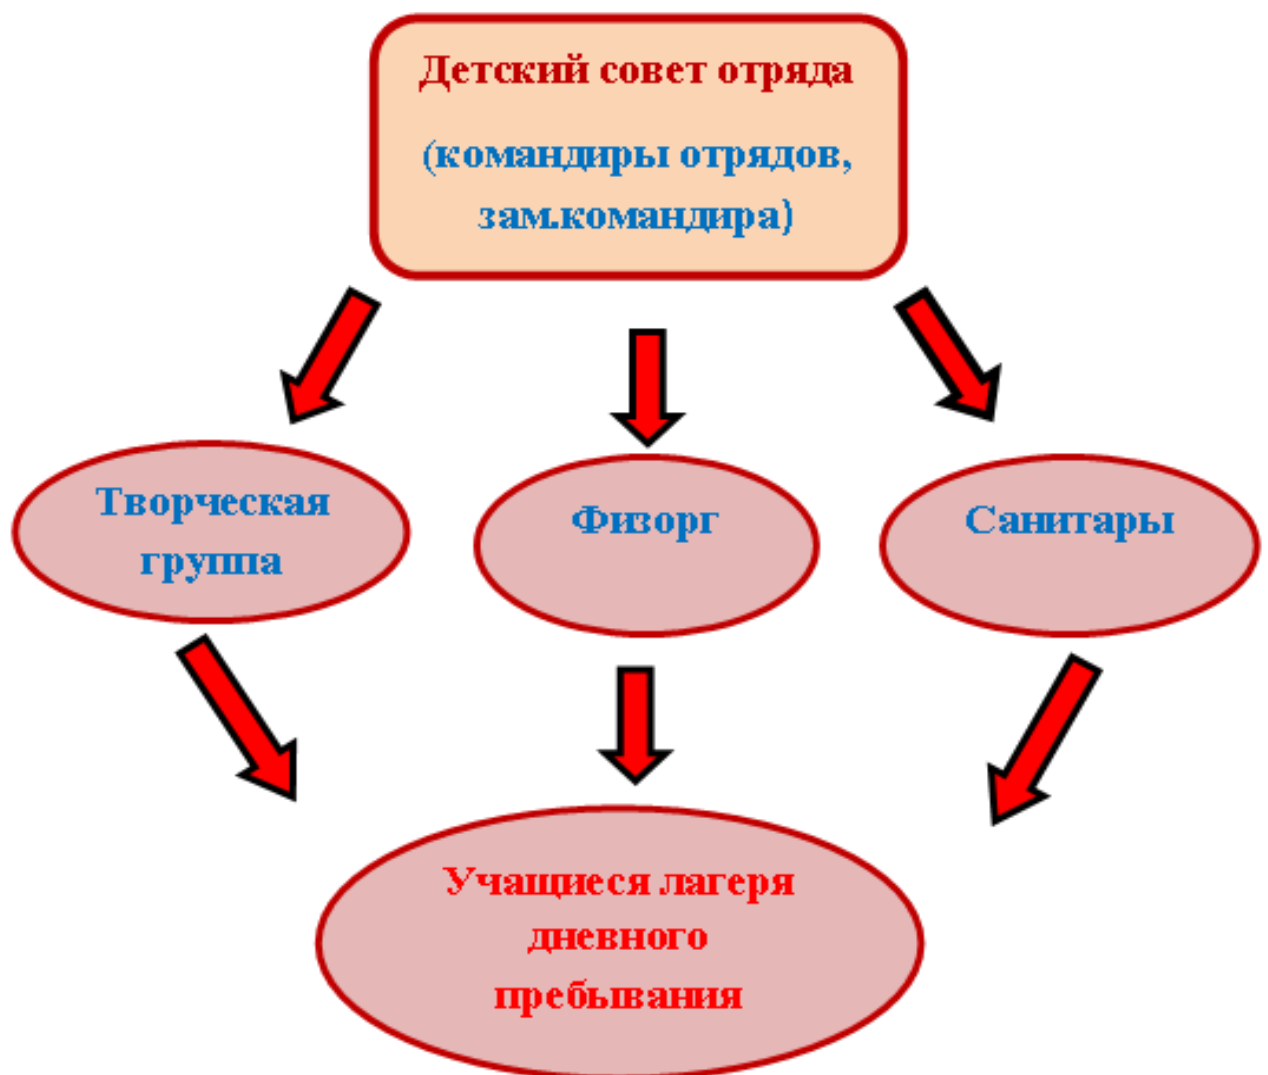 Детский совет отряда
(командиры отрядов,
зам.командира)
Творческая
группа
Физорг
Санитары
Учащиеся лагеря
дневного
пребывания